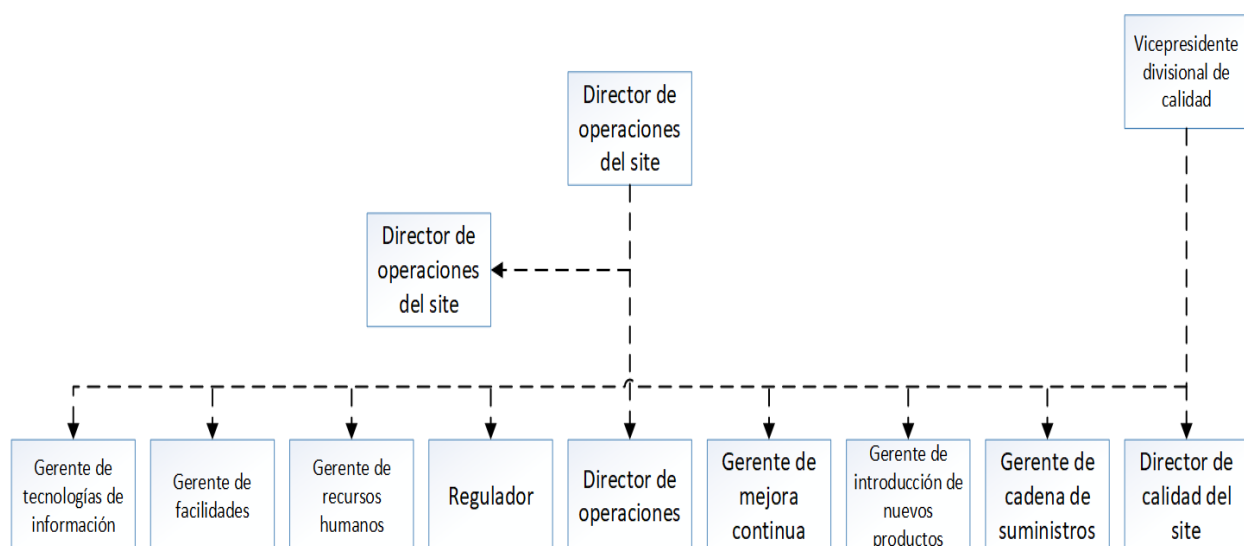 Vicepresidente
divisional de
calidad
Director de
operaciones
del site
Director de
operaciones
del site
Gerente de
tecnologías de
información
Gerente de
facilidades
Gerente de
recursos
humanos
Regulador
Director de
operaciones
Gerente de
mejora
continua
Gerente de
introducción de
nuevos
productos
Gerente de
cadena de
suministros
Director de
calidad del
site